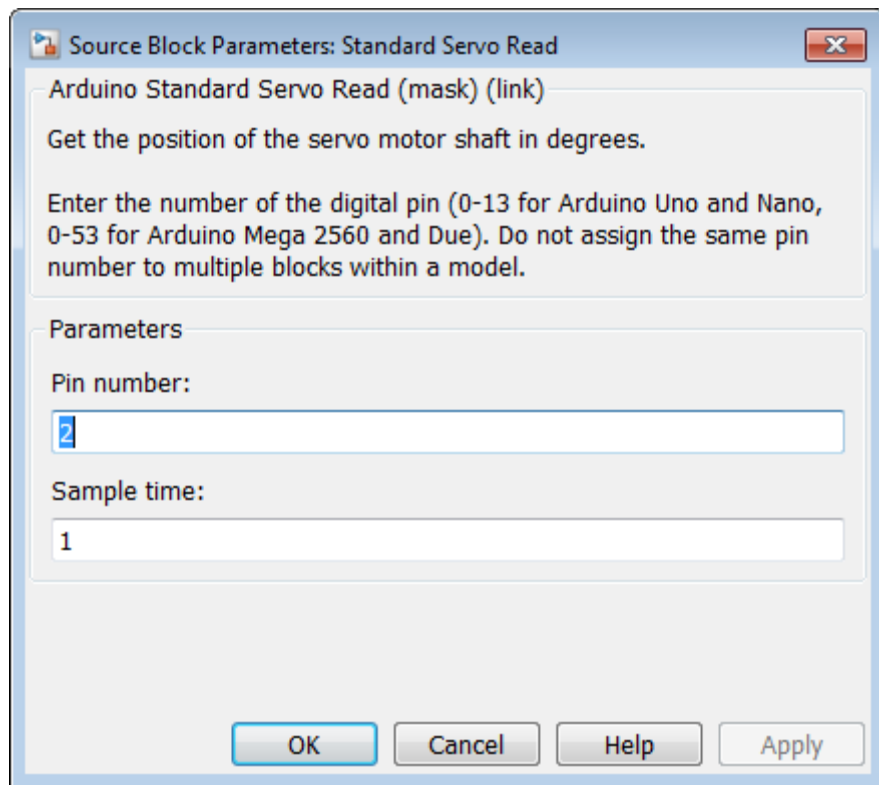 Source Block Parameters: Standard Servo Read
Arduino Standard Servo Read (mask) (link)
Get the position of the servo motor shaft in degrees.
Enter the number of the digital pin (0-13 for Arduino Uno and Nano,
0-53 for Arduino Mega 2560 and Due). Do not assign the same pin
number to multiple blocks within a model.
Parameters
Pin number:
2
Sample time:
1
OK Cancel Help Apply